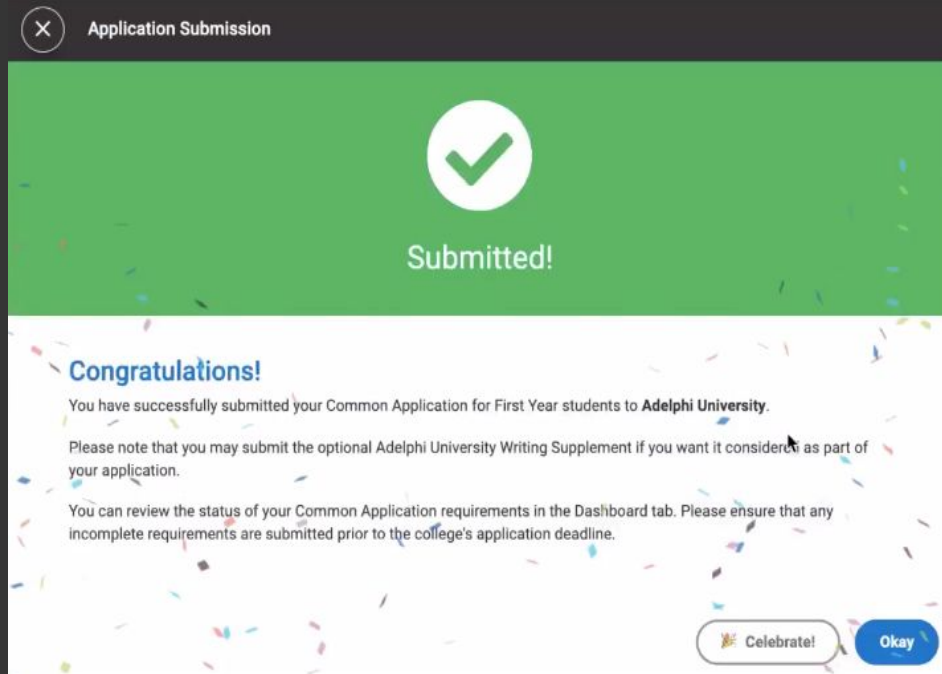 Application Submission
Submitted!
Congratulations!
You have successfully submitted your Common Application for First Year students to Adelphi University.
Please note that you may submit the optional Adelphi University Writing Supplement if you want it considered as part of
your application.
You can review the status of your Common Application requirements in the Dashboard tab. Please ensure that any
incomplete requirements are submitted prior to the college's application deadline.
Celebrate!
Okay